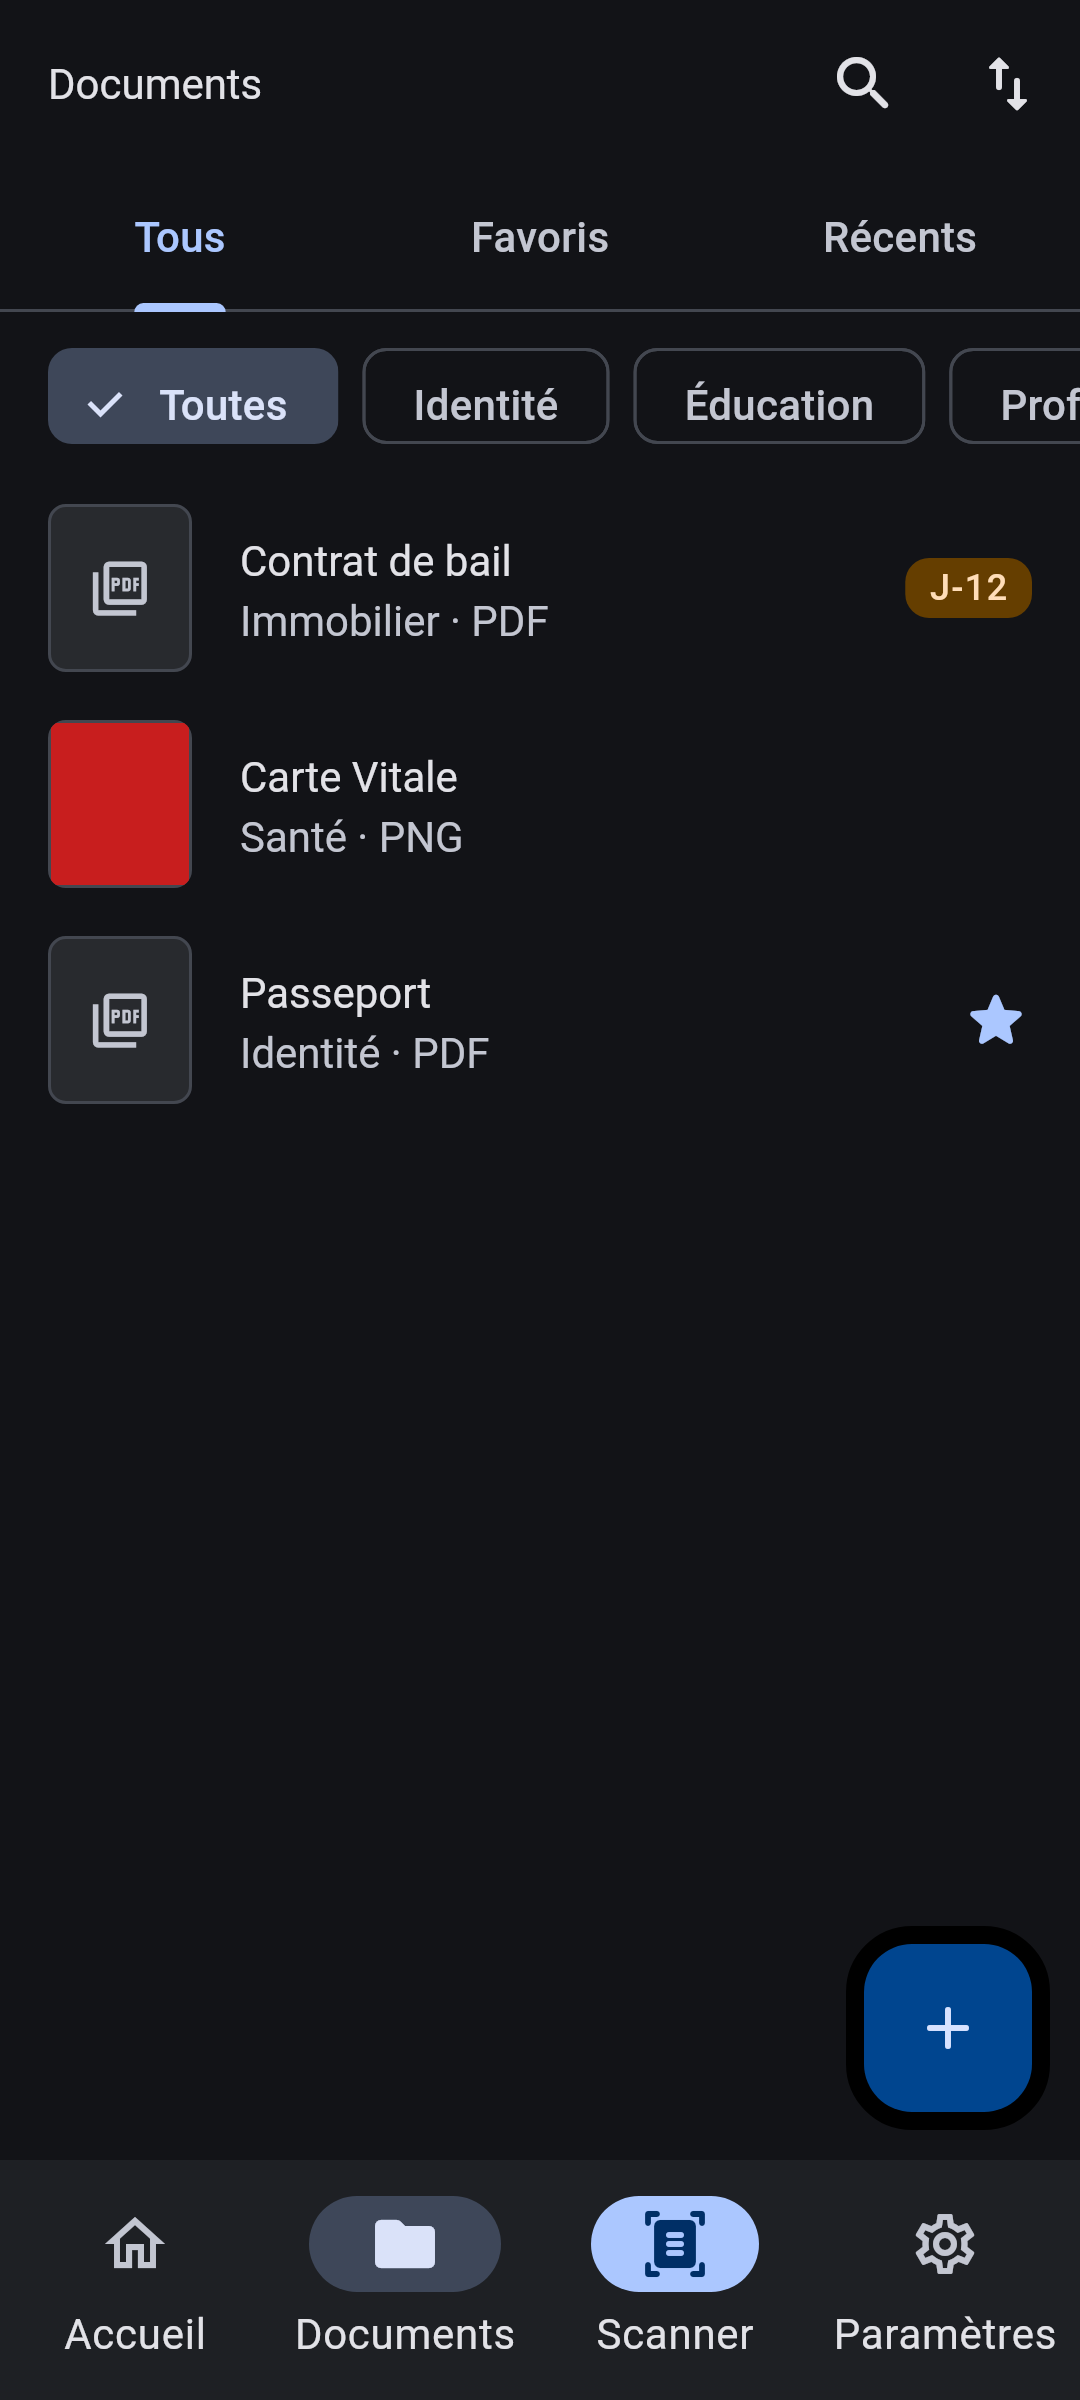 Documents
Tous
Favoris
Récents
Toutes
Identité
Éducation
Prof
PDF
Contrat de bail
Immobilier · PDF
J-12
Carte Vitale
Santé · PNG
PDF
Passeport
Identité · PDF
Accueil
Documents
Scanner
Paramètres